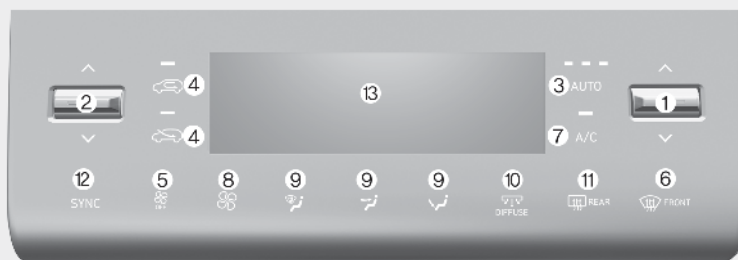 ④
③ AUTO
②
⑬
①
④
⑦ A/C
⑫ ⑤ ⑧ ⑨ ⑨ ⑨ ⑩ ⑪ ⑥
SYNC
OFF
DIFFUSE
REAR
FRONT